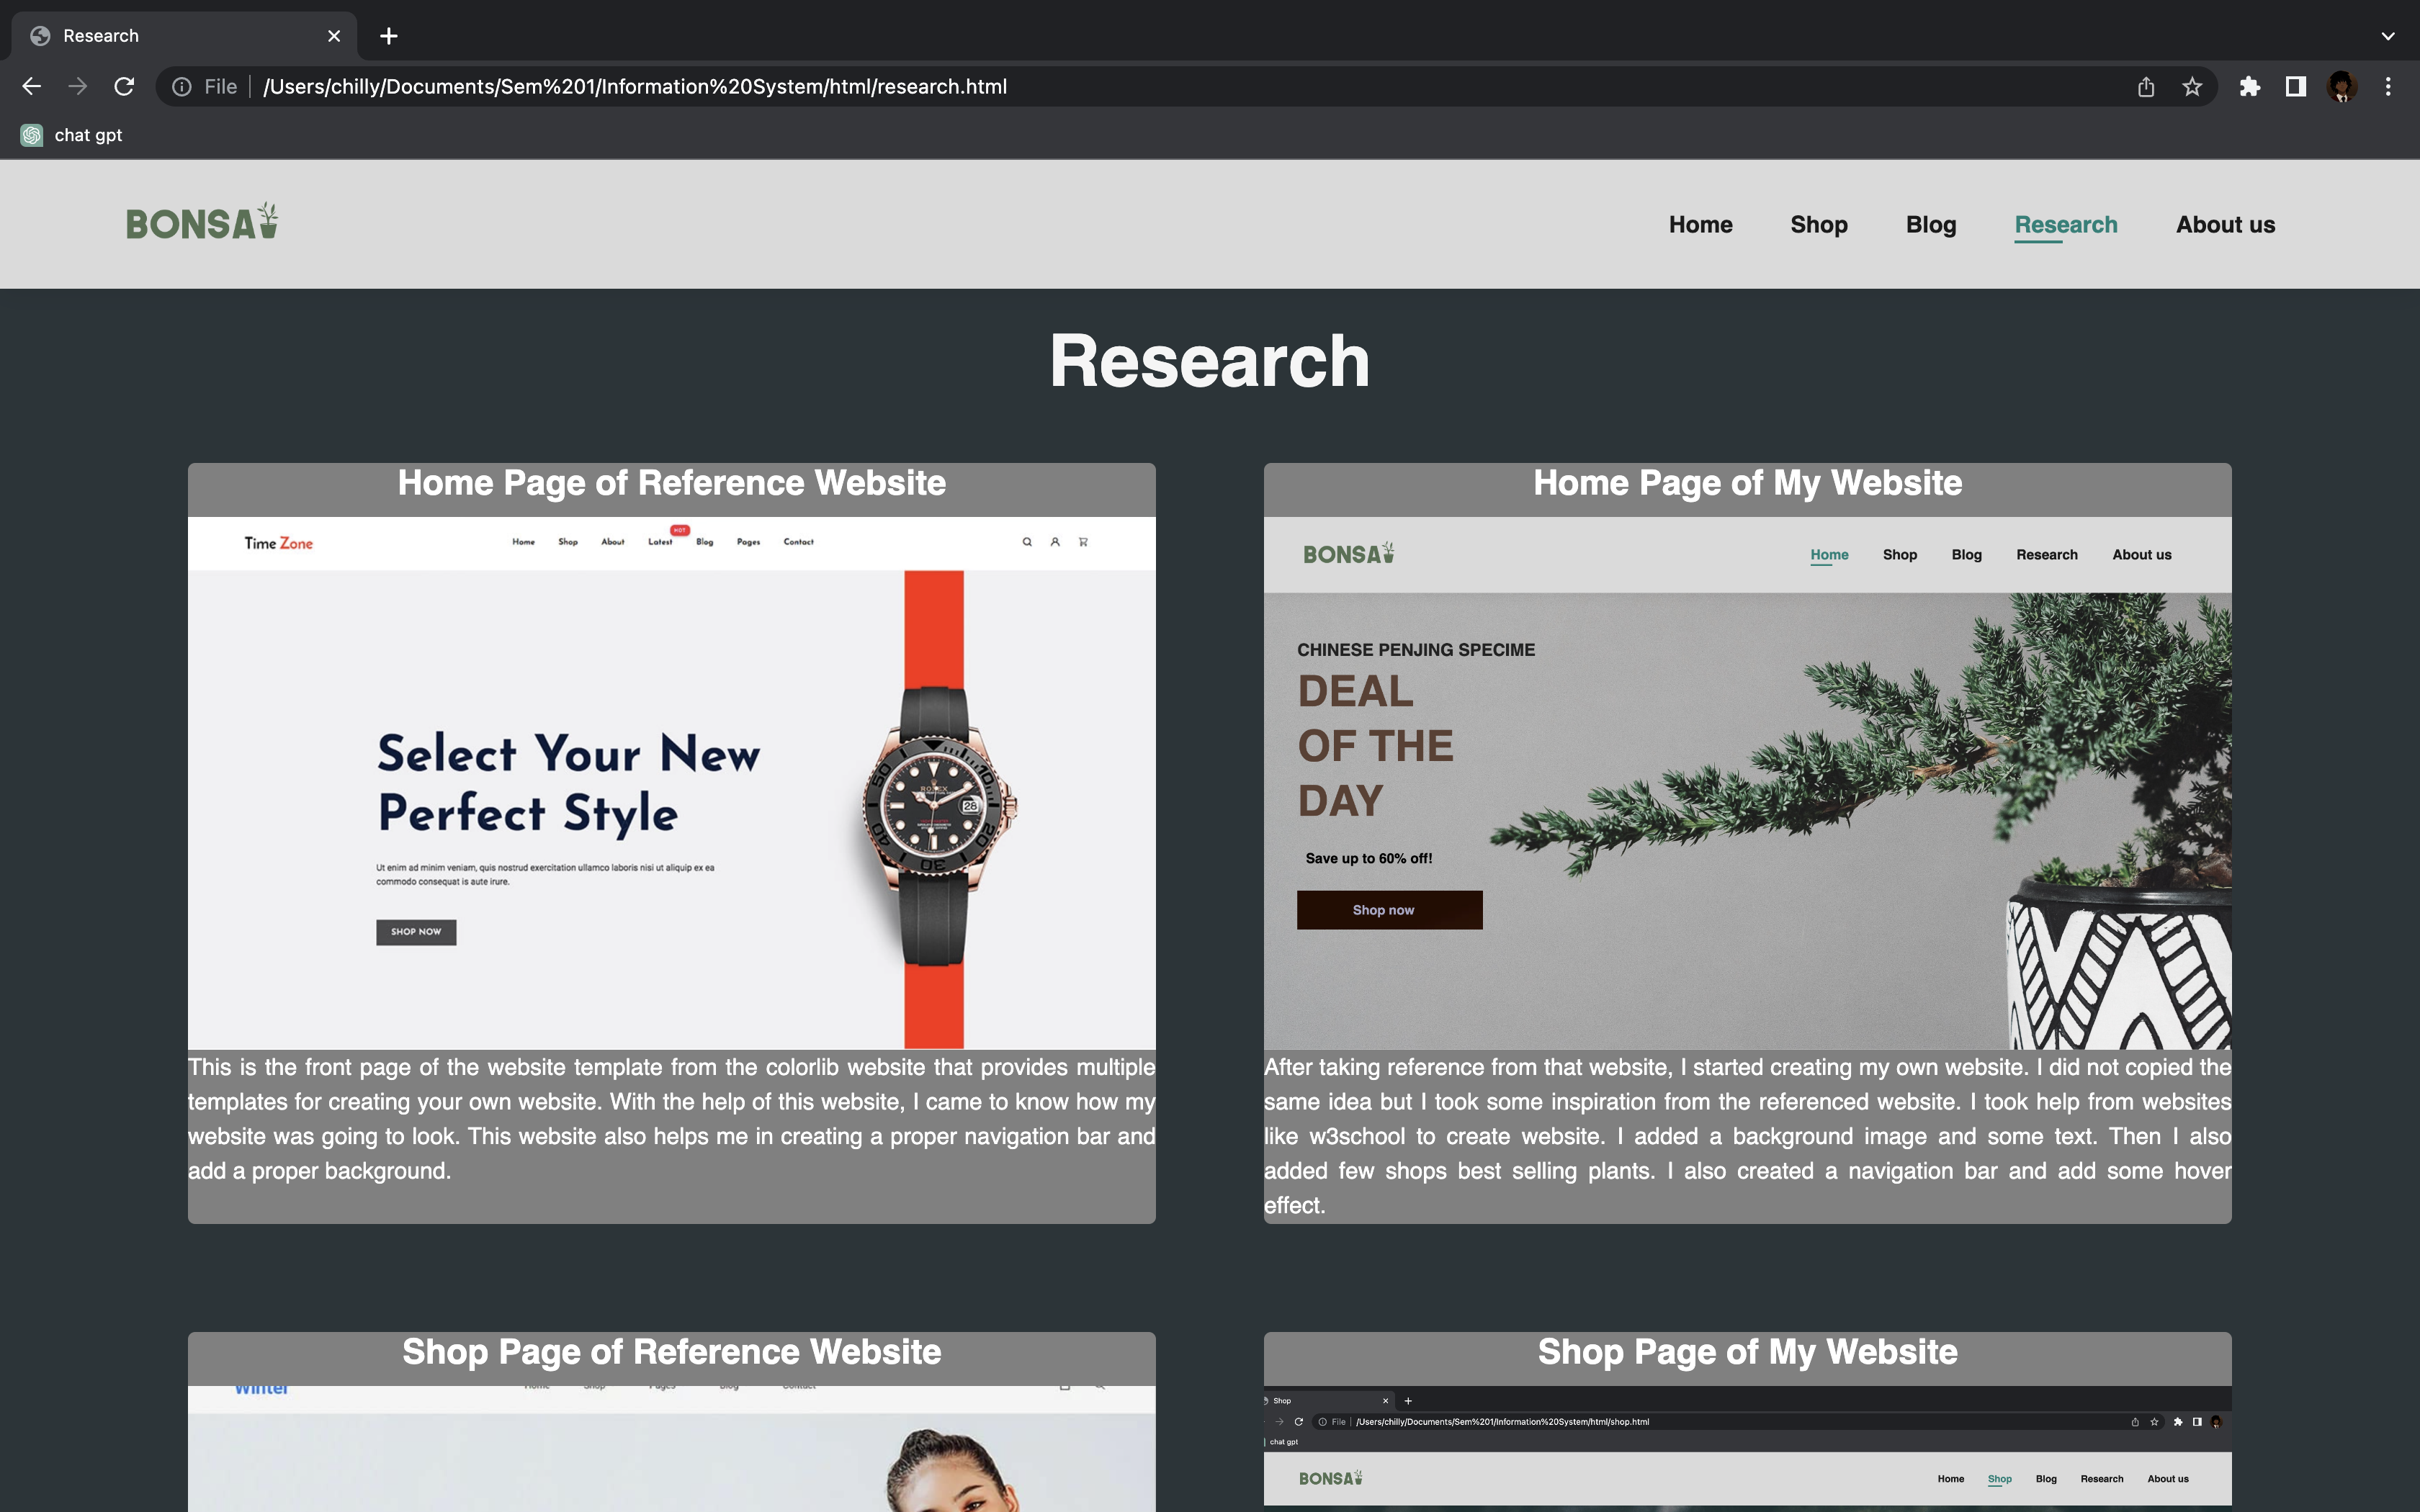 Research
File /Users/chilly/Documents/Sem%201/Information%20System/html/research.html
chat gpt
BONSAI
Home Shop Blog Research About us
Research
Home Page of Reference Website
Time Zone
HOT
Home Shop About Latest Blog Pages Contact
Select Your New
Perfect Style
Ut enim ad minim veniam, quis nostrud exercitation ullamco laboris nisi ut aliquip ex ea
commodo consequat is aute irure.
SHOP NOW
ROLEX
28
This is the front page of the website template from the colorlib website that provides multiple
templates for creating your own website. With the help of this website, I came to know how my
website was going to look. This website also helps me in creating a proper navigation bar and
add a proper background.
Home Page of My Website
BONSAI
Home Shop Blog Research About us
CHINESE PENJING SPECIME
DEAL
OF THE
DAY
Save up to 60% off!
Shop now
After taking reference from that website, I started creating my own website. I did not copied the
same idea but I took some inspiration from the referenced website. I took help from websites
like w3school to create website. I added a background image and some text. Then I also
added few shops best selling plants. I also created a navigation bar and add some hover
effect.
Shop Page of Reference Website
Winter
Home Shop Pages Blog Contact
Shop Page of My Website
Shop
File /Users/chilly/Documents/Sem%201/Information%20System/html/shop.html
chat gpt
BONSAI
Home Shop Blog Research About us